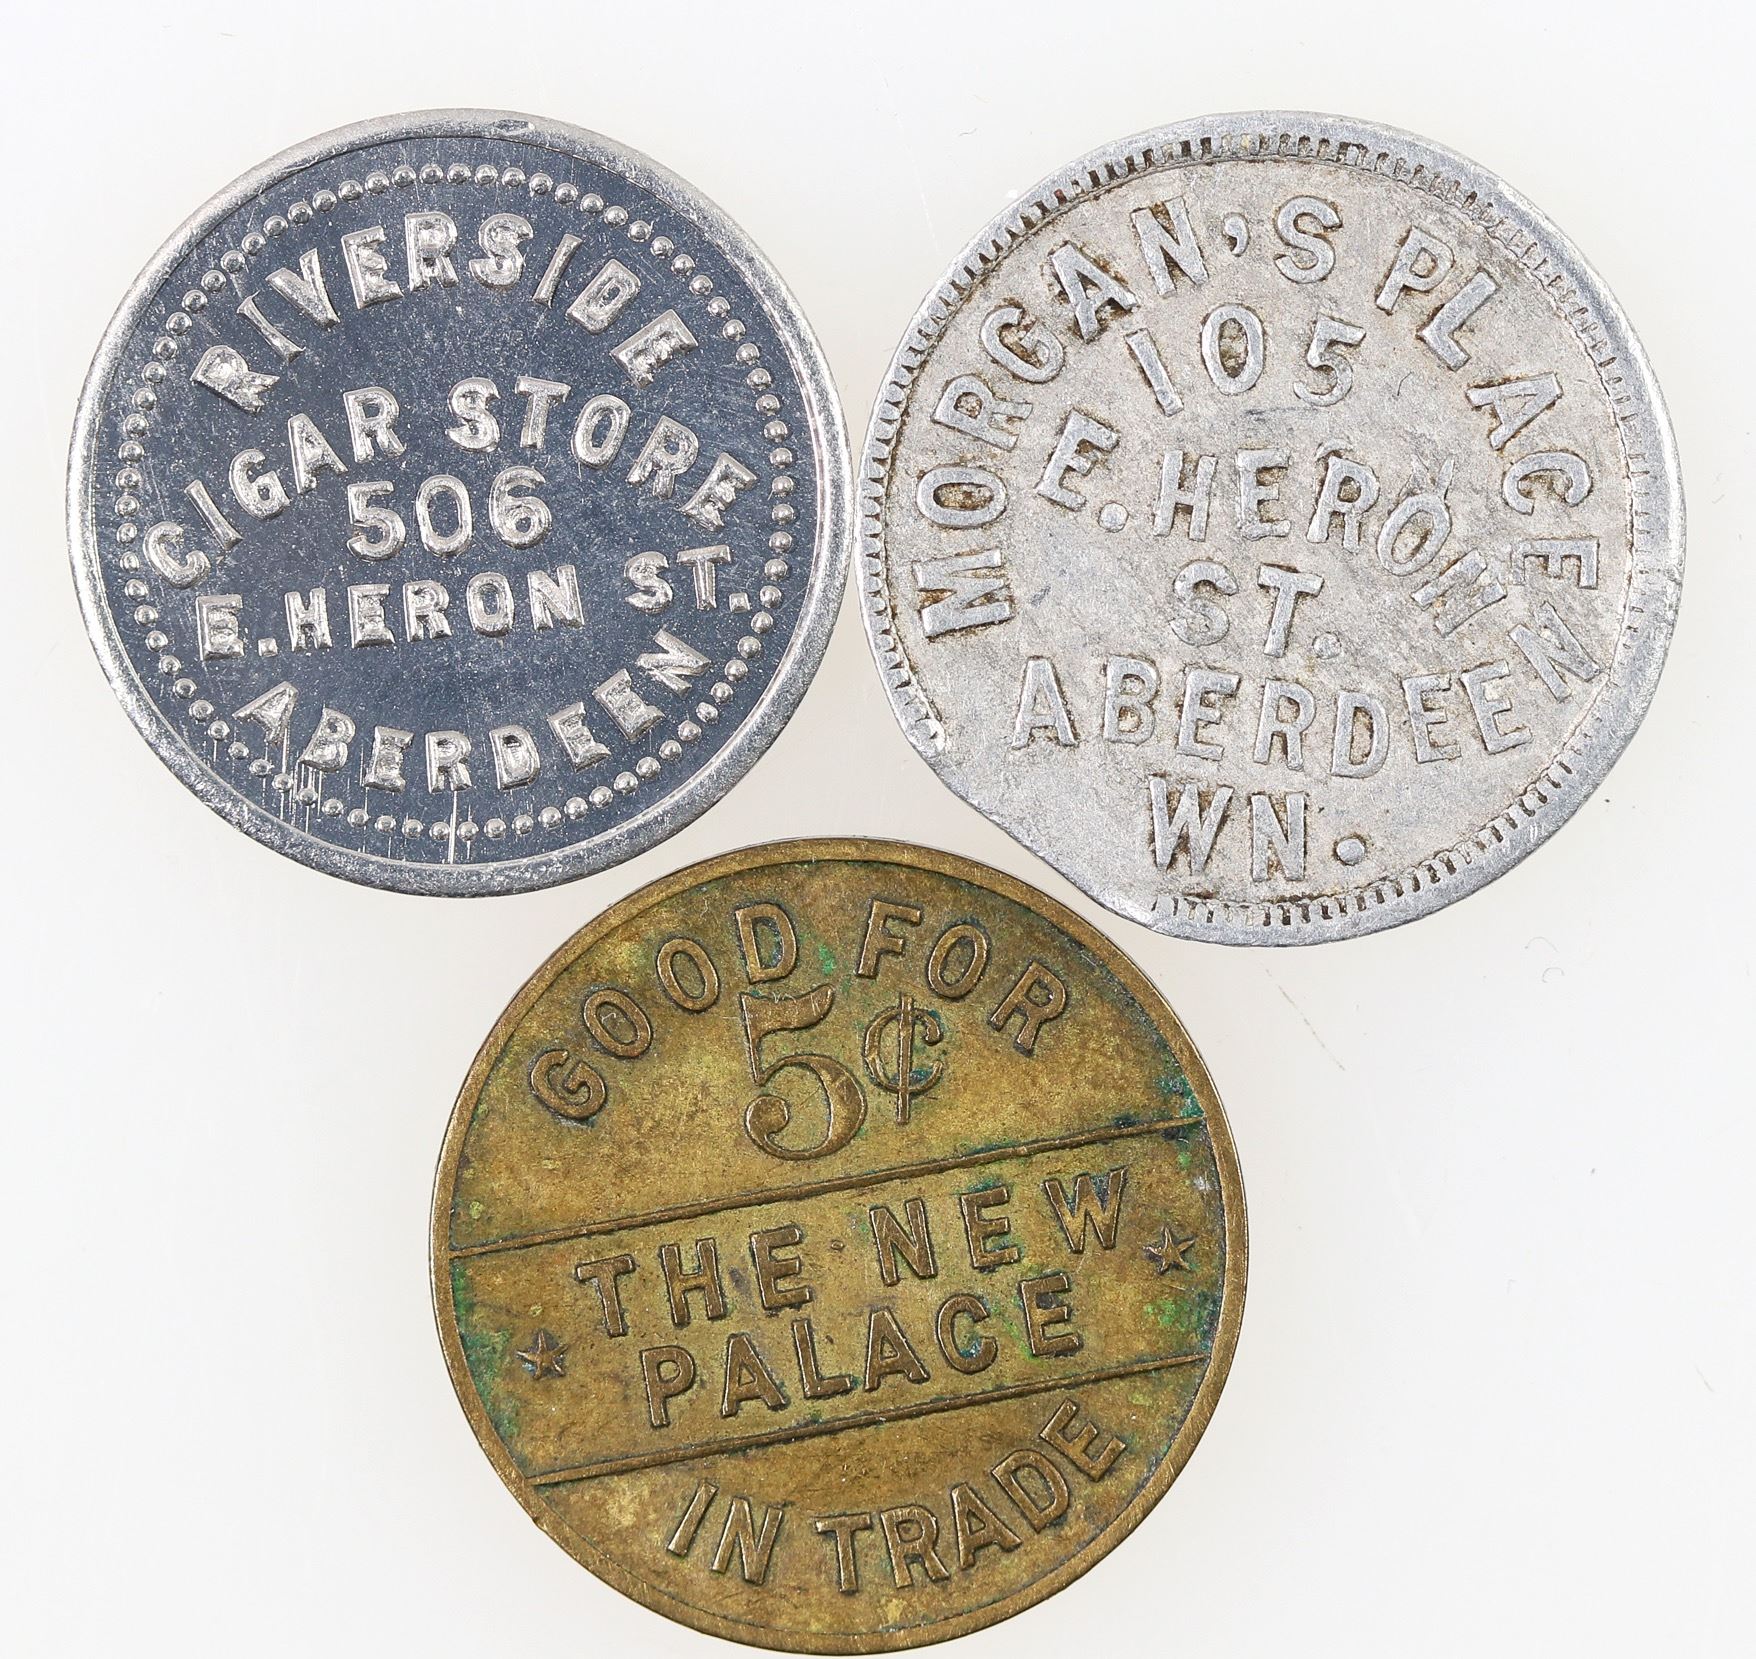 RIVERSIDE
CIGAR STORE
506
E. HERON ST.
ABERDEEN
MORGAN'S PLACE
105
E. HERON
ST.
ABERDEEN
WN.
GOOD FOR
5¢
THE NEW
PALACE
IN TRADE